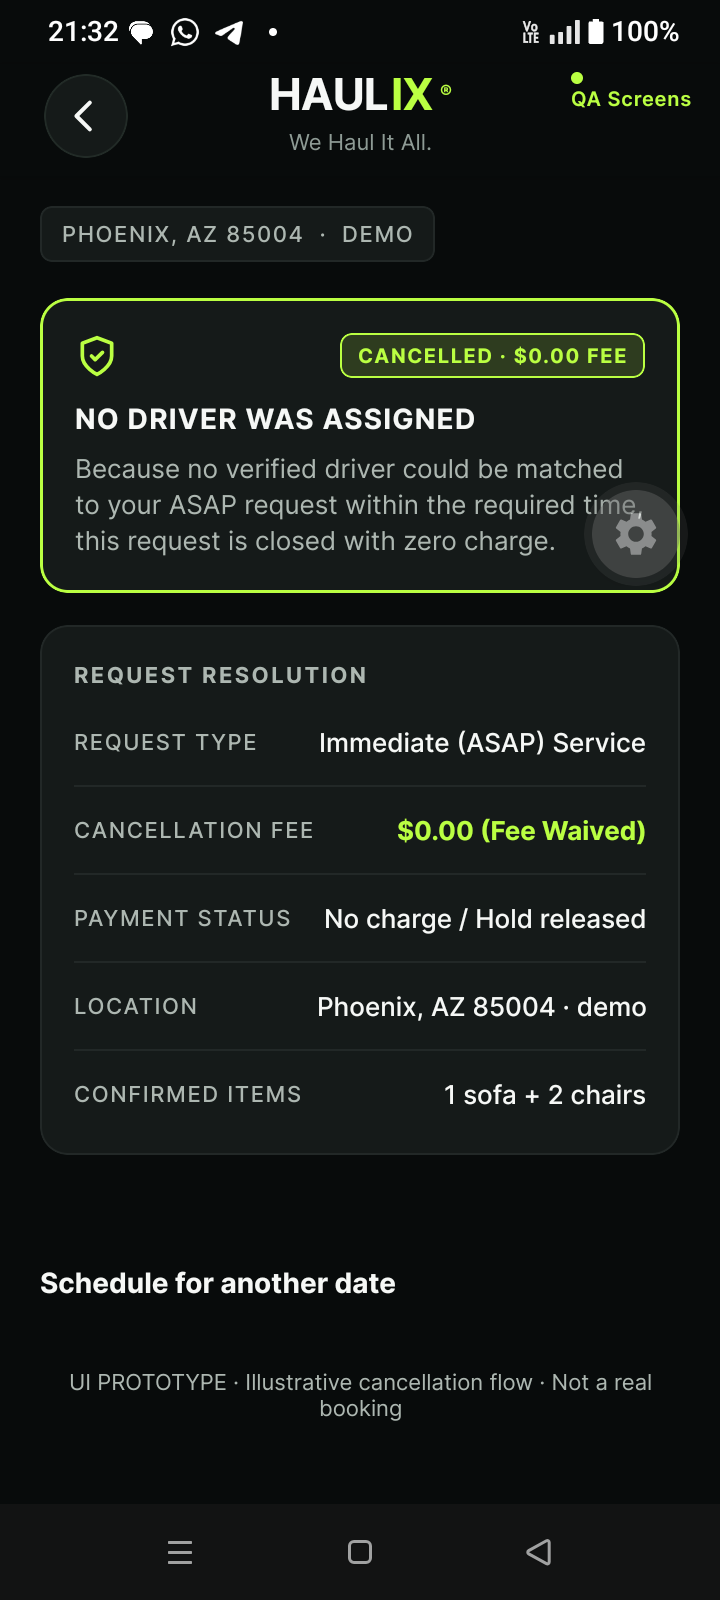 21:32 VoLTE 100%
HAULIX ®
QA Screens
We Haul It All.
PHOENIX, AZ 85004 · DEMO
CANCELLED · $0.00 FEE
NO DRIVER WAS ASSIGNED
Because no verified driver could be matched
to your ASAP request within the required time,
this request is closed with zero charge.
REQUEST RESOLUTION
REQUEST TYPE Immediate (ASAP) Service
CANCELLATION FEE $0.00 (Fee Waived)
PAYMENT STATUS No charge / Hold released
LOCATION Phoenix, AZ 85004 · demo
CONFIRMED ITEMS 1 sofa + 2 chairs
Schedule for another date
UI PROTOTYPE · Illustrative cancellation flow · Not a real
booking